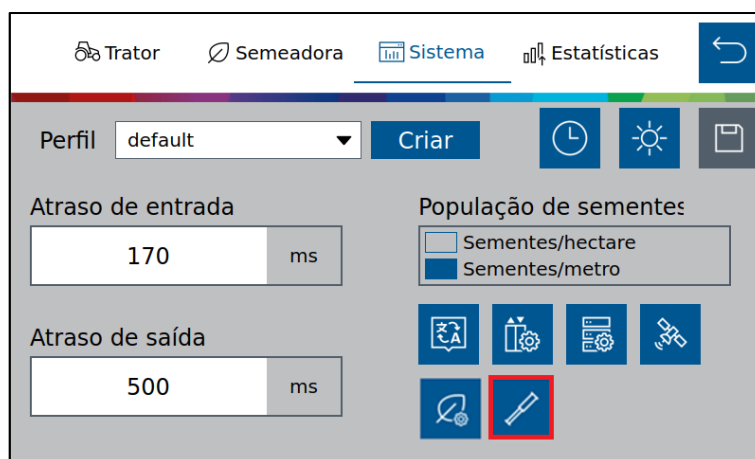 Trator Semeadora Sistema Estatísticas
Perfil default Criar
Atraso de entrada
170 ms
População de sementes
Sementes/hectare
Sementes/metro
Atraso de saída
500 ms